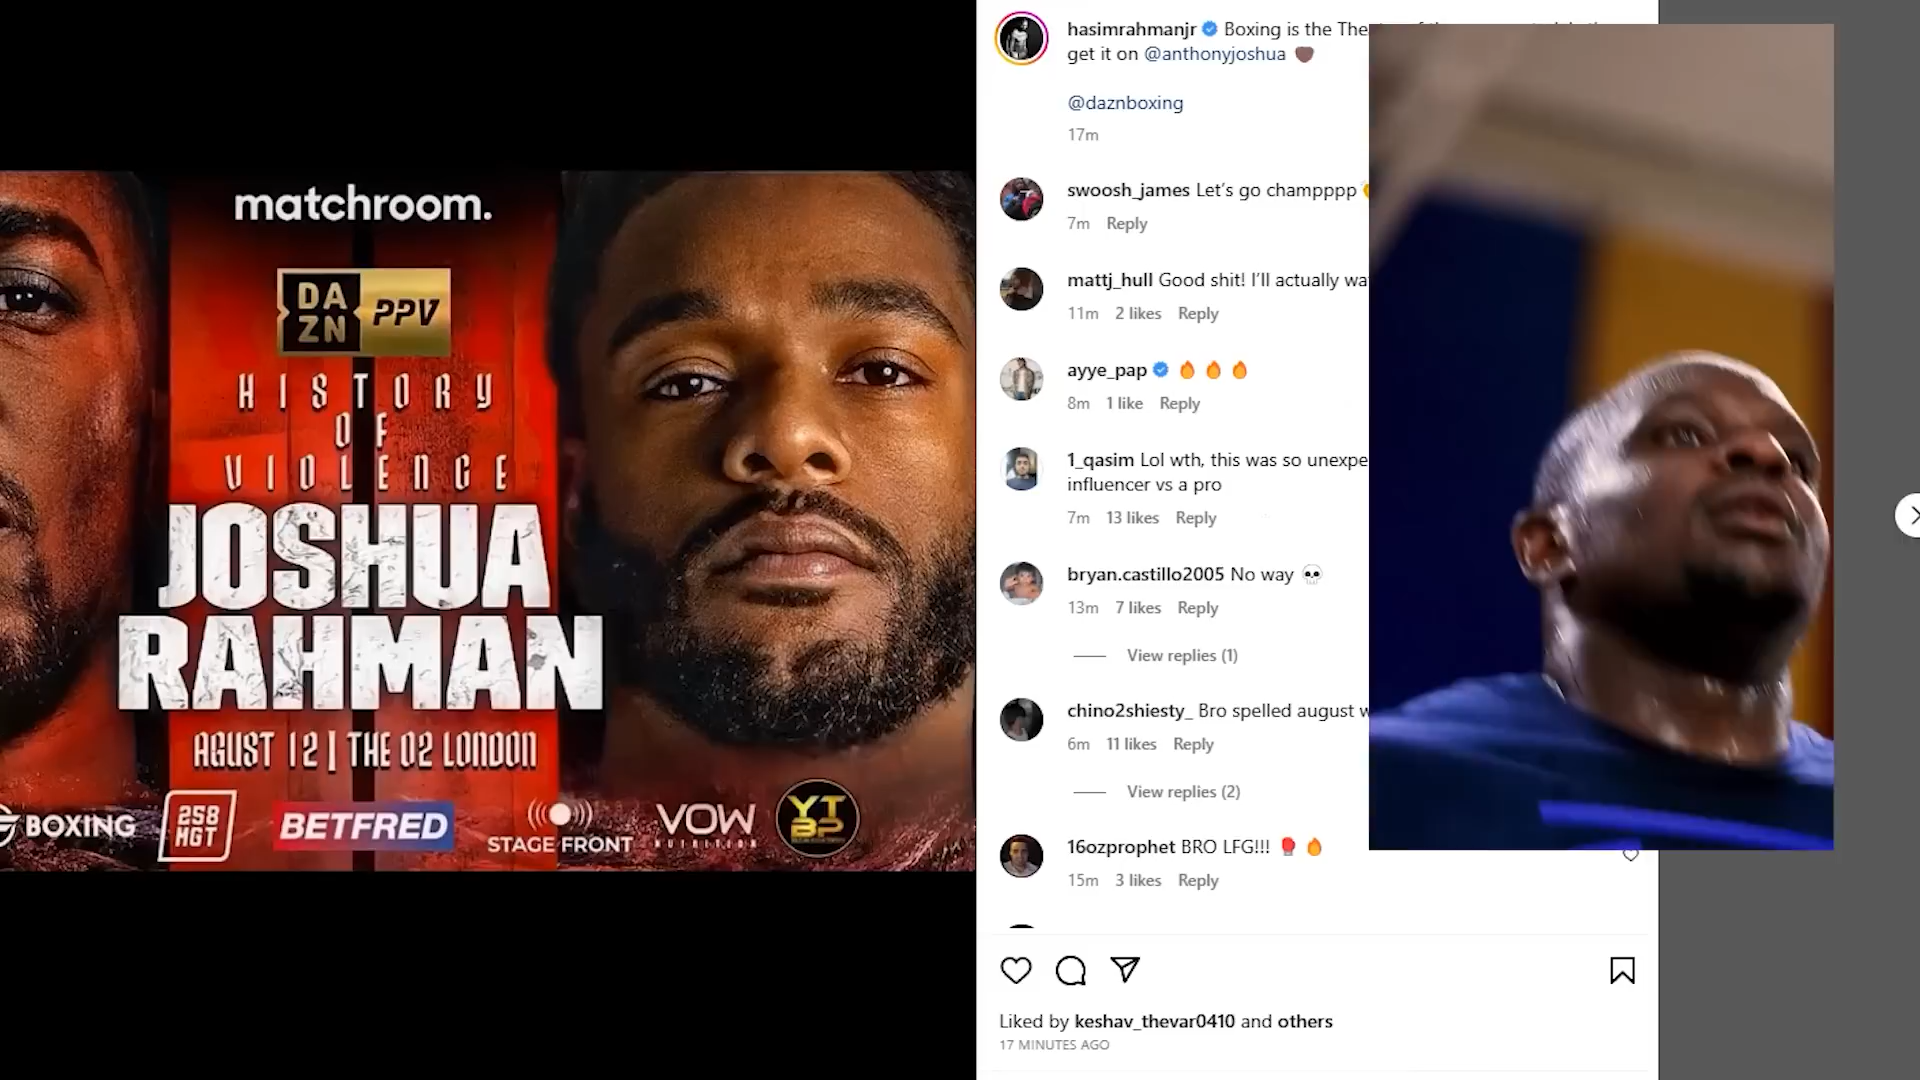 matchroom.
DAZN PPV
HISTORY
OF
VIOLENCE
JOSHUA
RAHMAN
AGUST 12 | THE O2 LONDON
BOXING
258 MGT
BETFRED
STAGE FRONT
VOW
NUTRITION
YTBP
hasimrahmanjr Boxing is the
get it on @anthonyjoshua
@daznboxing
17m
swoosh_james Let's go champppp
7m Reply
mattj_hull Good shit! I'll actually
11m 2 likes Reply
ayye_pap 🔥🔥🔥
8m 1 like Reply
1_qasim Lol wth, this was so
influencer vs a pro
7m 13 likes Reply
bryan.castillo2005 No way 💀
13m 7 likes Reply
View replies (1)
chino2shiesty_ Bro spelled august
6m 11 likes Reply
View replies (2)
16ozprophet BRO LFG!!! 🥊🔥
15m 3 likes Reply
Liked by keshav_thevar0410 and others
17 MINUTES AGO